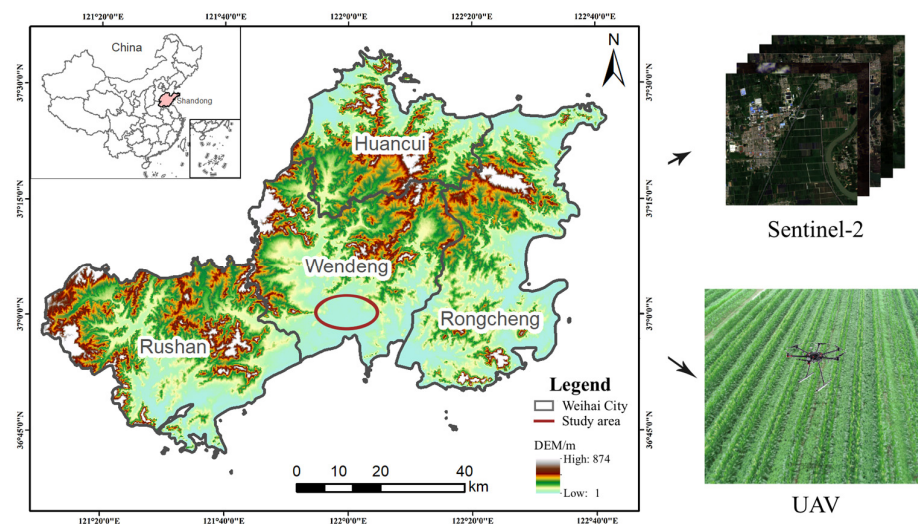 121°20'0"E
121°40'0"E
122°0'0"E
122°20'0"E
122°40'0"E
China
Shandong
N
37°30'0"N
37°30'0"N
37°15'0"N
37°15'0"N
37°0'0"N
37°0'0"N
36°45'0"N
36°45'0"N
Huancui
Wendeng
Rongcheng
Rushan
Legend
Weihai City
Study area
DEM/m
High: 874
Low: 1
0 10 20 40
km
121°20'0"E
121°40'0"E
122°0'0"E
122°20'0"E
122°40'0"E
Sentinel-2
UAV